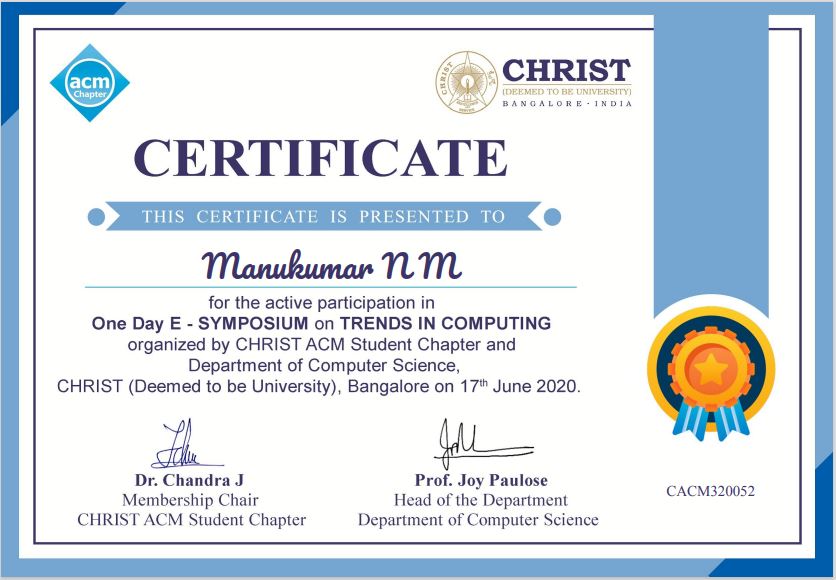 acm
Chapter
CHRIST
(DEEMED TO BE UNIVERSITY)
BANGALORE · INDIA
CERTIFICATE
THIS CERTIFICATE IS PRESENTED TO
Manukumar N M
for the active participation in
One Day E - SYMPOSIUM on TRENDS IN COMPUTING
organized by CHRIST ACM Student Chapter and
Department of Computer Science,
CHRIST (Deemed to be University), Bangalore on 17th June 2020.
Dr. Chandra J
Membership Chair
CHRIST ACM Student Chapter
Prof. Joy Paulose
Head of the Department
Department of Computer Science
CACM320052